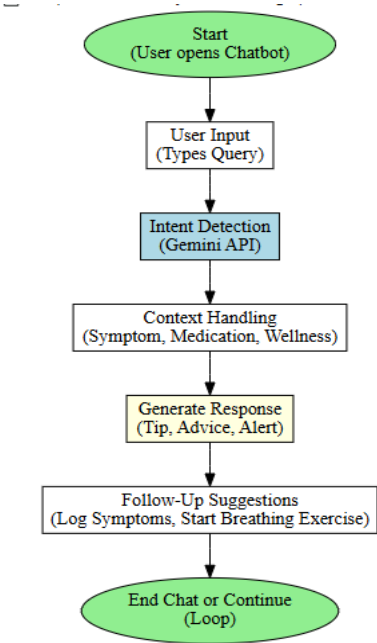 Start
(User opens Chatbot)
User Input
(Types Query)
Intent Detection
(Gemini API)
Context Handling
(Symptom, Medication, Wellness)
Generate Response
(Tip, Advice, Alert)
Follow-Up Suggestions
(Log Symptoms, Start Breathing Exercise)
End Chat or Continue
(Loop)